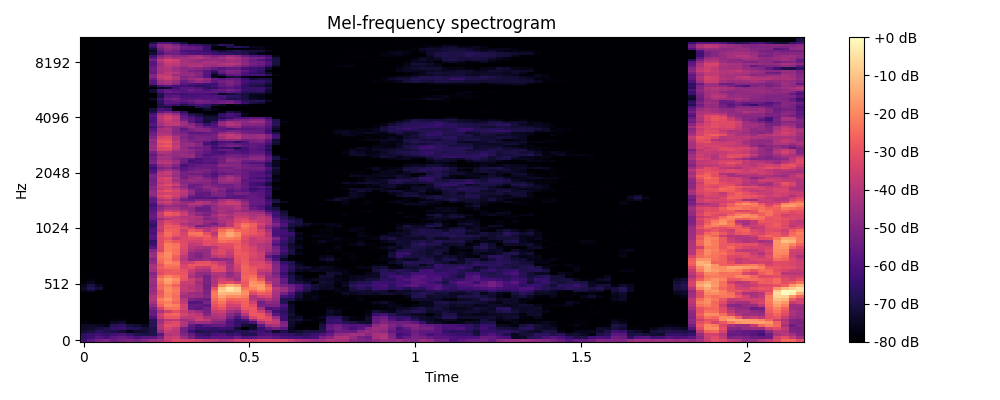 Mel-frequency spectrogram
Hz
8192
4096
2048
1024
512
0
0
0.5
1
1.5
2
Time
+0 dB
-10 dB
-20 dB
-30 dB
-40 dB
-50 dB
-60 dB
-70 dB
-80 dB